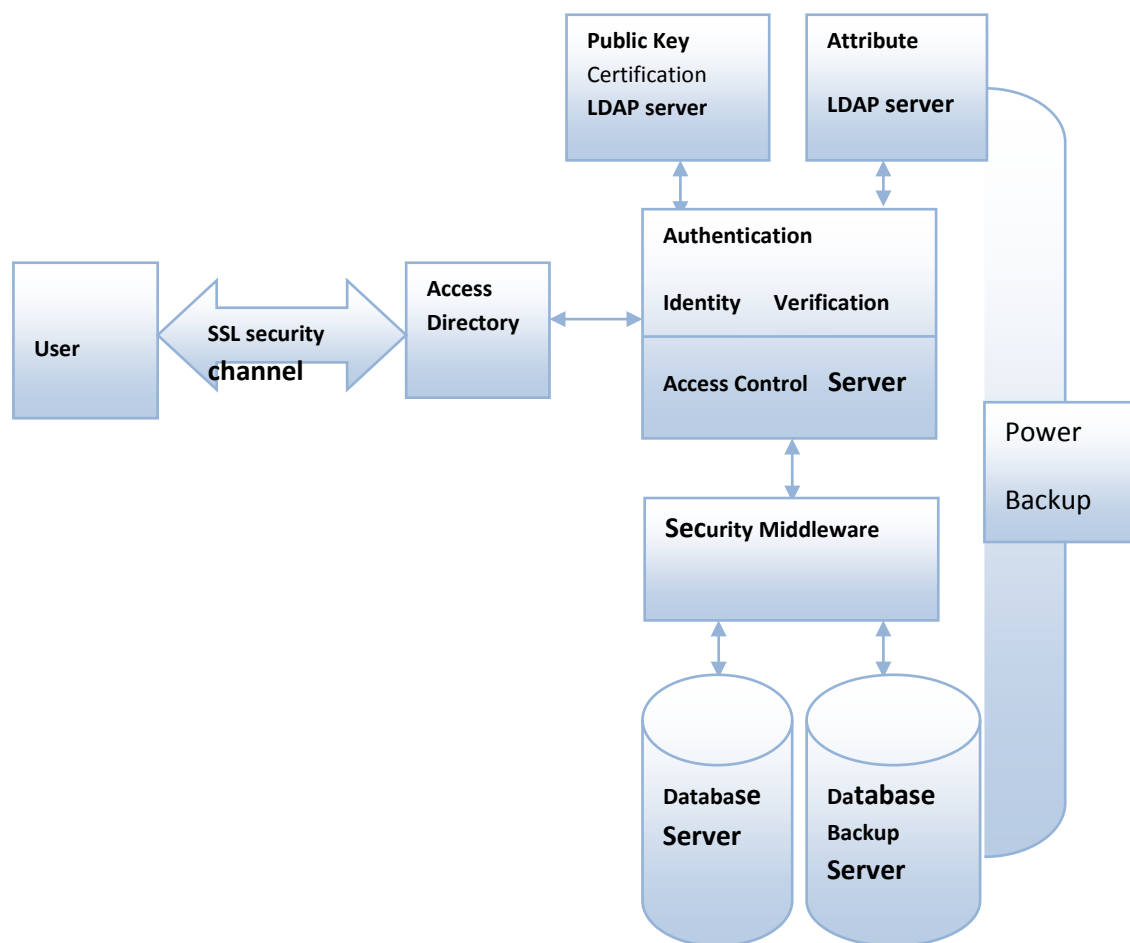 Public Key
Certification
LDAP server
Attribute
LDAP server
Authentication
Identity Verification
Access Control Server
User
SSL security
channel
Access
Directory
Power
Backup
Security Middleware
Database
Server
Database
Backup
Server